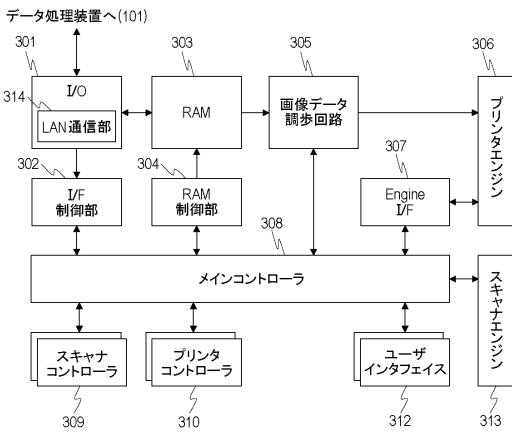 データ処理装置へ(101)
301
303
305
306
I/O
314
LAN通信部
RAM
画像データ
調歩回路
プリンタエンジン
302
304
307
I/F
制御部
RAM
制御部
Engine
I/F
308
メインコントローラ
スキャナエンジン
スキャナ
コントローラ
プリンタ
コントローラ
ユーザ
インタフェイス
309
310
312
313